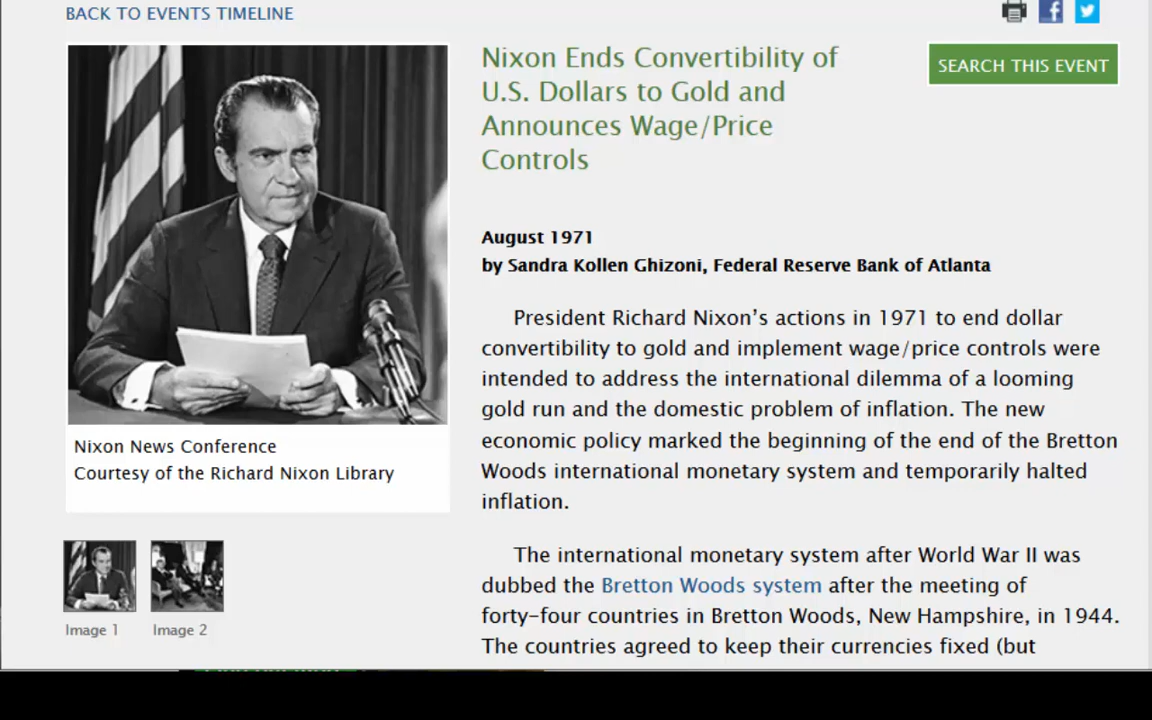 BACK TO EVENTS TIMELINE
Nixon Ends Convertibility of
U.S. Dollars to Gold and
Announces Wage/Price
Controls
SEARCH THIS EVENT
August 1971
by Sandra Kollen Ghizoni, Federal Reserve Bank of Atlanta
President Richard Nixon’s actions in 1971 to end dollar
convertibility to gold and implement wage/price controls were
intended to address the international dilemma of a looming
gold run and the domestic problem of inflation. The new
economic policy marked the beginning of the end of the Bretton
Woods international monetary system and temporarily halted
inflation.
The international monetary system after World War II was
dubbed the Bretton Woods system after the meeting of
forty-four countries in Bretton Woods, New Hampshire, in 1944.
The countries agreed to keep their currencies fixed (but
Nixon News Conference
Courtesy of the Richard Nixon Library
Image 1
Image 2